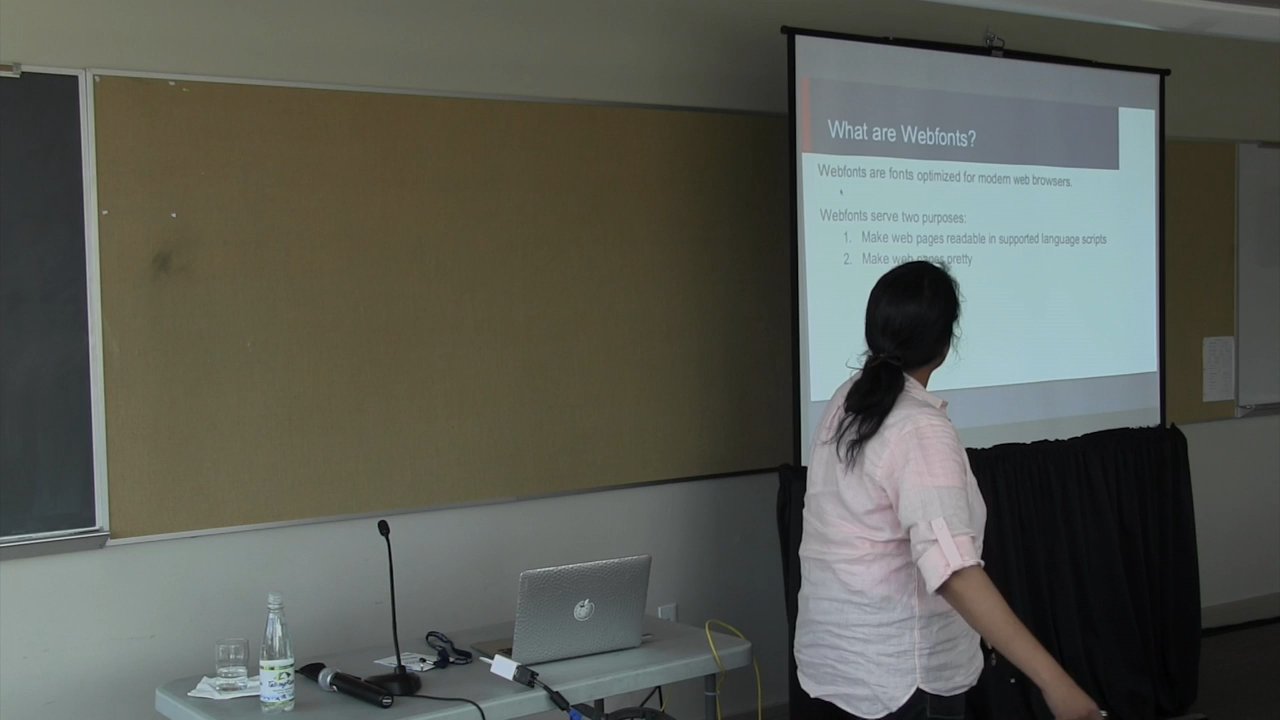 What are Webfonts?
Webfonts are fonts optimized for modern web browsers.
Webfonts serve two purposes:
1. Make web pages readable in supported language scripts
2. Make web pages pretty